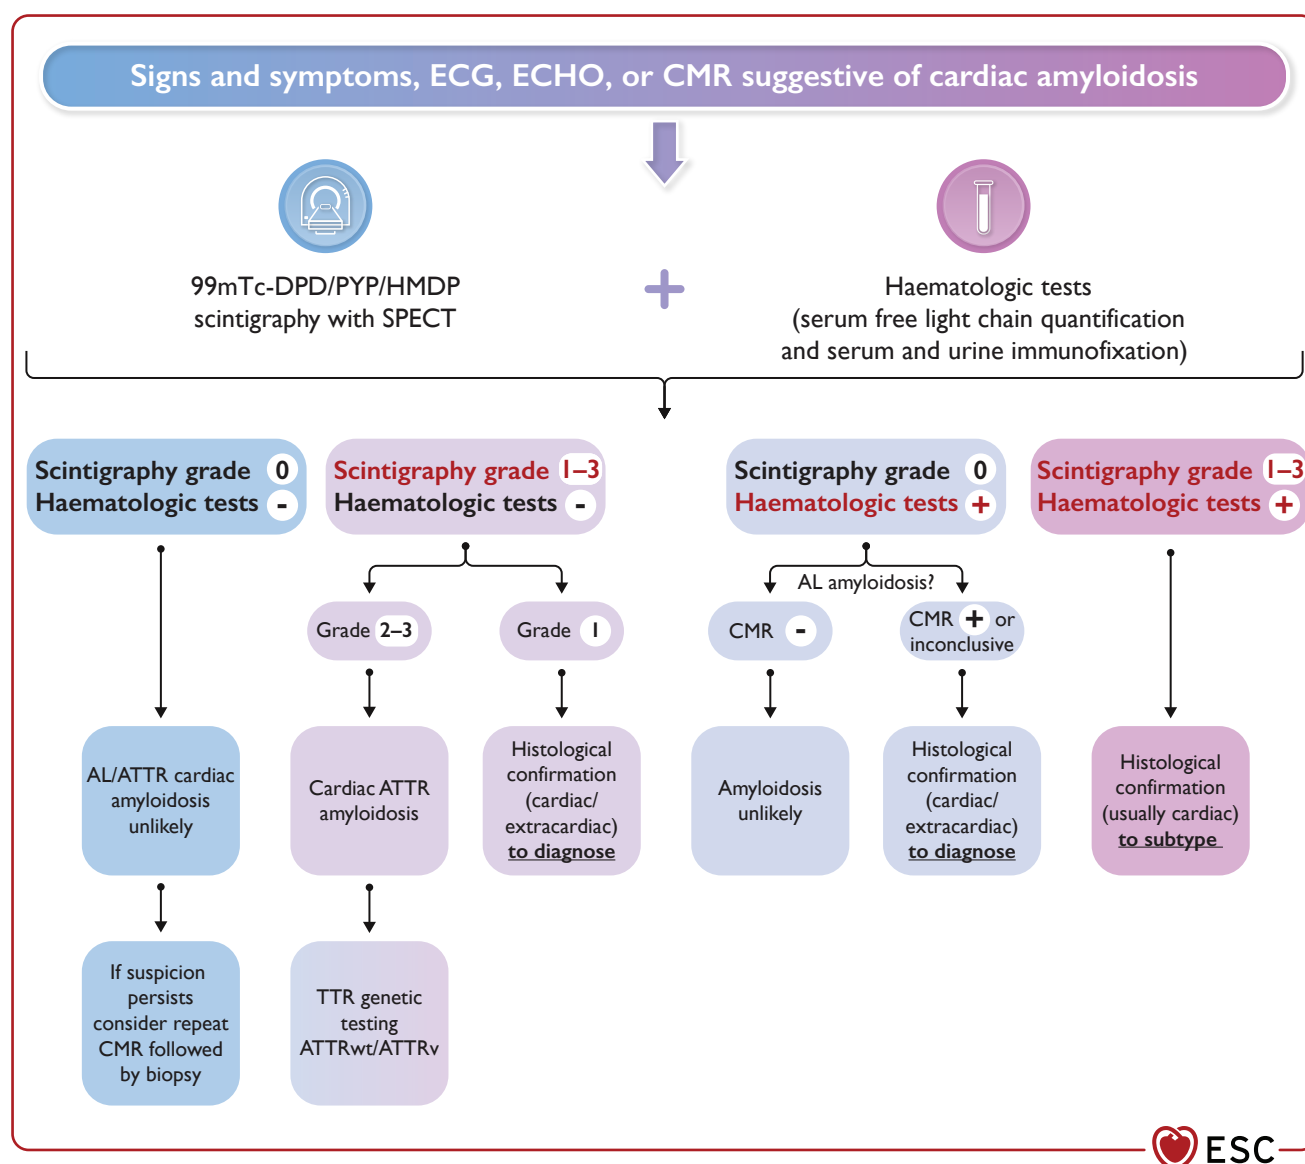 Signs and symptoms, ECG, ECHO, or CMR suggestive of cardiac amyloidosis
99mTc-DPD/PYP/HMDP
scintigraphy with SPECT
+
Haematologic tests
(serum free light chain quantification
and serum and urine immunofixation)
Scintigraphy grade 0
Haematologic tests -
Scintigraphy grade 1–3
Haematologic tests -
Scintigraphy grade 0
Haematologic tests +
Scintigraphy grade 1–3
Haematologic tests +
AL amyloidosis?
Grade 2–3
Grade 1
CMR -
CMR + or
inconclusive
AL/ATTR cardiac
amyloidosis
unlikely
Cardiac ATTR
amyloidosis
Histological
confirmation
(cardiac/
extracardiac)
to diagnose
Amyloidosis
unlikely
Histological
confirmation
(cardiac/
extracardiac)
to diagnose
Histological
confirmation
(usually cardiac)
to subtype
If suspicion
persists
consider repeat
CMR followed
by biopsy
TTR genetic
testing
ATTRwt/ATTRv
ESC